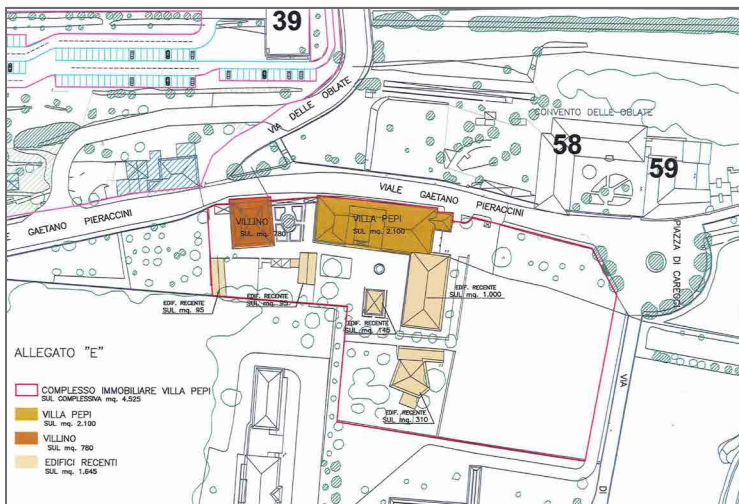 39
VIA DELLE OBLATE
CONVENTO DELLE OBLATE
58
59
VIALE GAETANO PIERACCINI
GAETANO PIERACCINI
VILLINO
SUL mq. 780
VILLA PEPI
SUL mq. 2.100
PIAZZA DI CAREGGI
EDIF. RECENTE
SUL mq. 95
EDIF. RECENTE
SUL mq. 95
EDIF. RECENTE
SUL mq. 1.000
EDIF. RECENTE
SUL mq. 145
EDIF. RECENTE
SUL mq. 310
VIA
DI
ALLEGATO "E"
COMPLESSO IMMOBILIARE VILLA PEPI
SUL COMPLESSIVA mq. 4.525
VILLA PEPI
SUL mq. 2.100
VILLINO
SUL mq. 780
EDIFICI RECENTI
SUL mq. 1.645